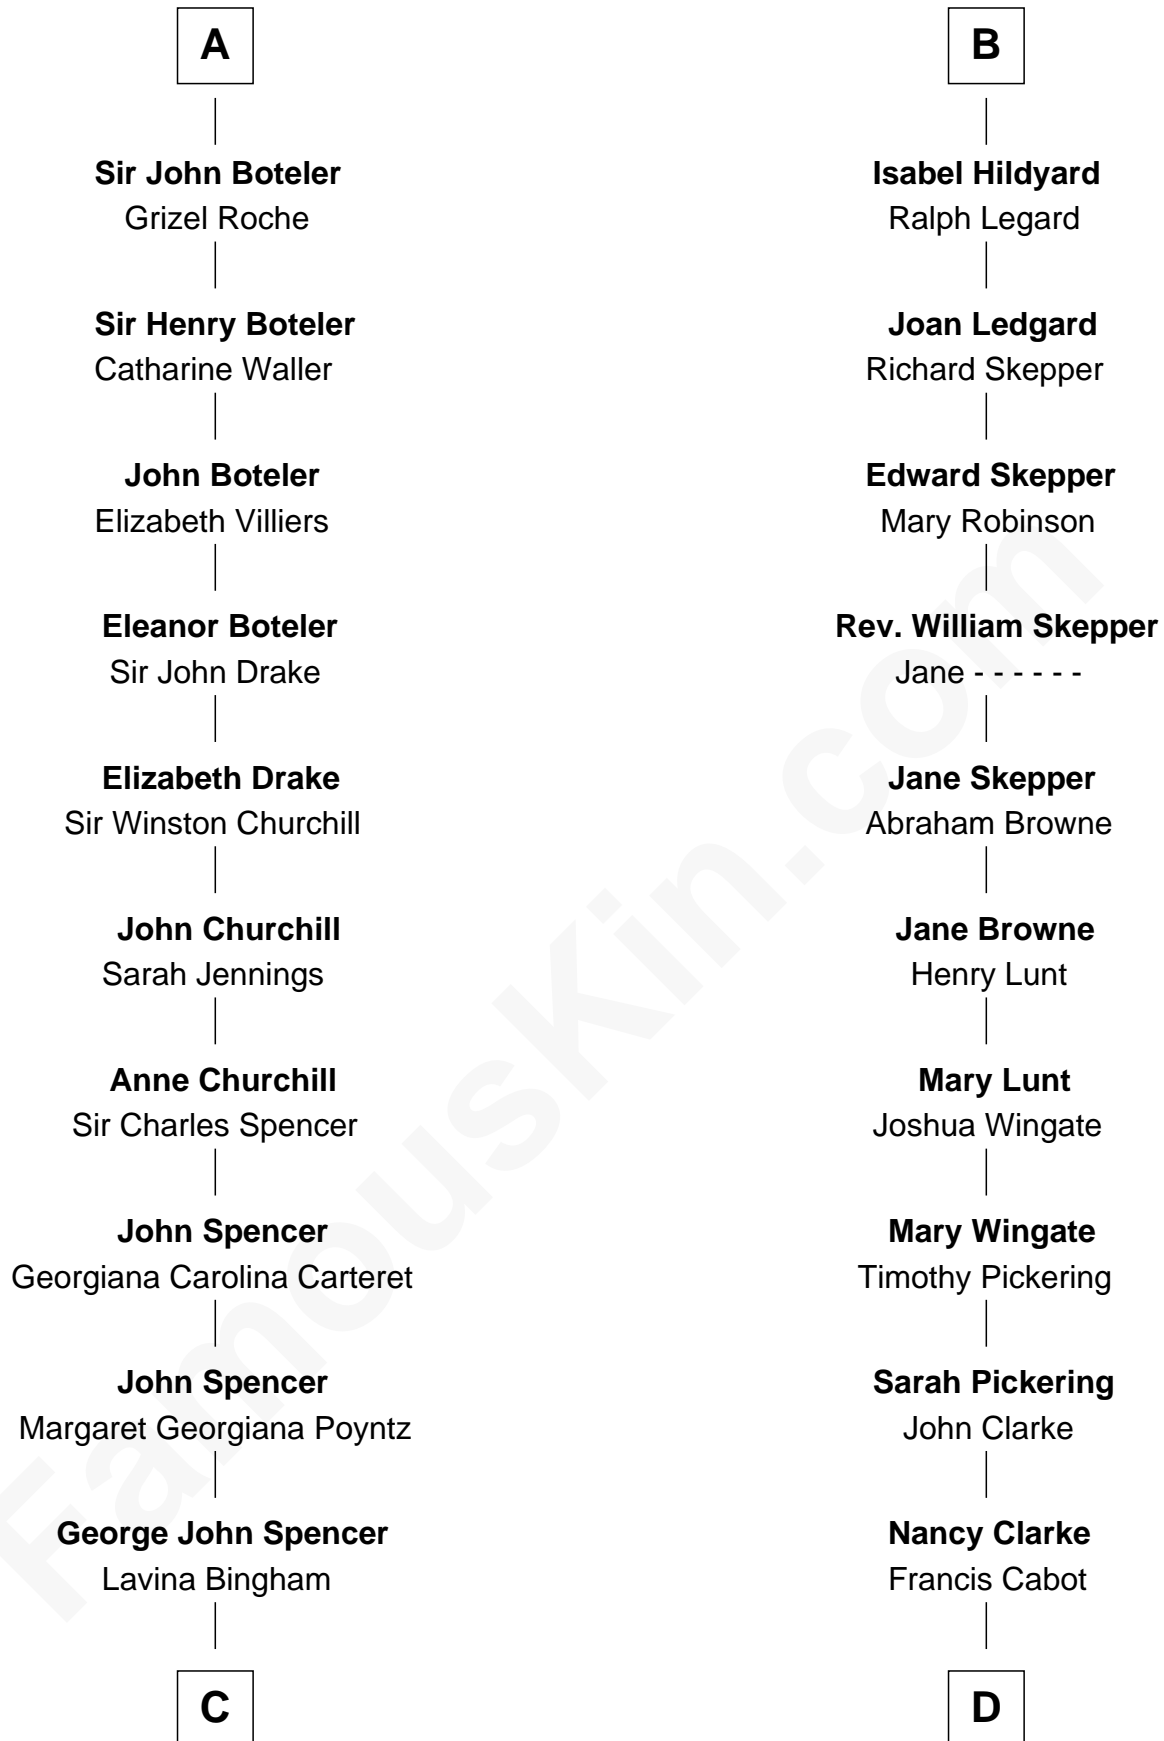 A
Sir John Boteler
Grizel Roche
Sir Henry Boteler
Catharine Waller
John Boteler
Elizabeth Villiers
Eleanor Boteler
Sir John Drake
Elizabeth Drake
Sir Winston Churchill
John Churchill
Sarah Jennings
Anne Churchill
Sir Charles Spencer
John Spencer
Georgiana Carolina Carteret
John Spencer
Margaret Georgiana Poyntz
George John Spencer
Lavina Bingham
C
B
Isabel Hildyard
Ralph Legard
Joan Ledgard
Richard Skepper
Edward Skepper
Mary Robinson
Rev. William Skepper
Jane - - - - - -
Jane Skepper
Abraham Browne
Jane Browne
Henry Lunt
Mary Lunt
Joshua Wingate
Mary Wingate
Timothy Pickering
Sarah Pickering
John Clarke
Nancy Clarke
Francis Cabot
D
FamousKin.com